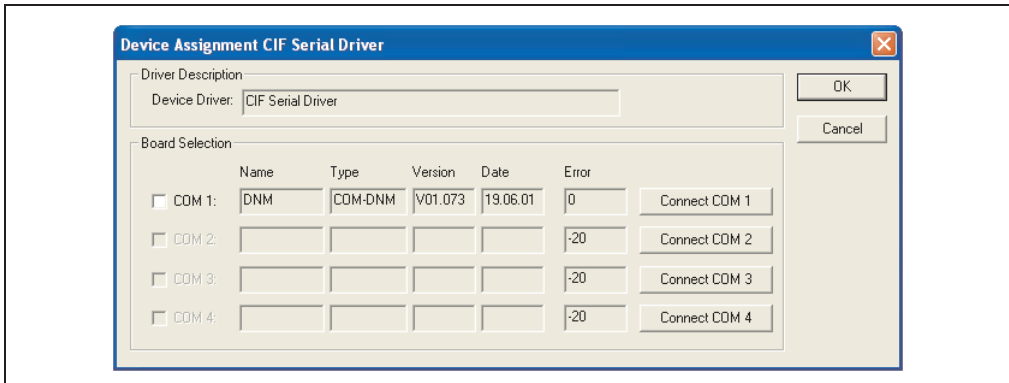 Device Assignment CIF Serial Driver
Driver Description
Device Driver: CIF Serial Driver
OK
Cancel
Board Selection
Name Type Version Date Error
COM 1: DNM COM-DNM V01.073 19.06.01 0 Connect COM 1
COM 2: -20 Connect COM 2
COM 3: -20 Connect COM 3
COM 4: -20 Connect COM 4